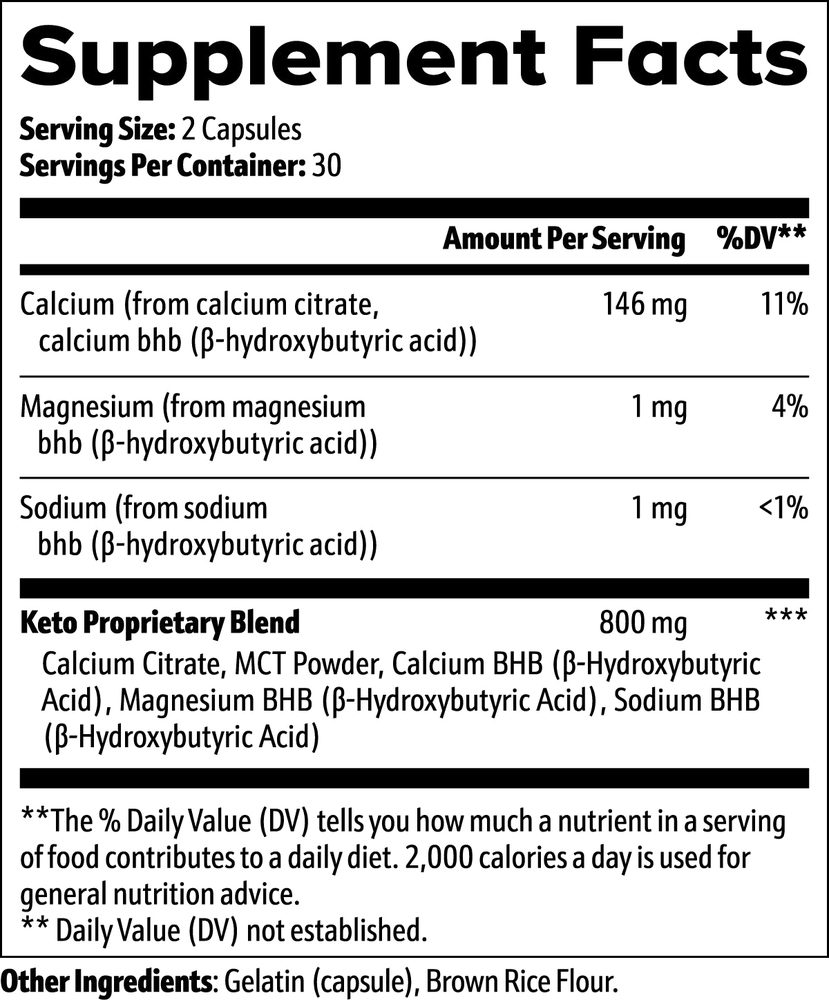 Supplement Facts
Serving Size: 2 Capsules
Servings Per Container: 30
Amount Per Serving %DV**
Calcium (from calcium citrate, 146 mg 11%
calcium bhb (β-hydroxybutyric acid))
Magnesium (from magnesium 1 mg 4%
bhb (β-hydroxybutyric acid))
Sodium (from sodium 1 mg <1%
bhb (β-hydroxybutyric acid))
Keto Proprietary Blend 800 mg ***
Calcium Citrate, MCT Powder, Calcium BHB (β-Hydroxybutyric
Acid), Magnesium BHB (β-Hydroxybutyric Acid), Sodium BHB
(β-Hydroxybutyric Acid)
**The % Daily Value (DV) tells you how much a nutrient in a serving
of food contributes to a daily diet. 2,000 calories a day is used for
general nutrition advice.
** Daily Value (DV) not established.
Other Ingredients: Gelatin (capsule), Brown Rice Flour.